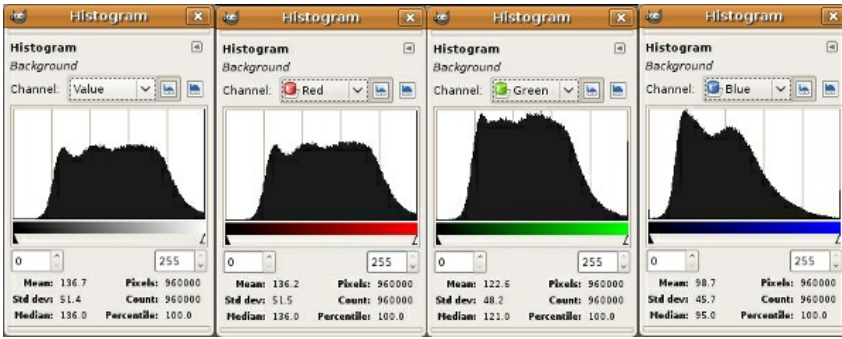 Histogram
Histogram
Background
Channel: Value
0 255
Mean: 136.7 Pixels: 960000
Std dev: 51.4 Count: 960000
Median: 136.0 Percentile: 100.0
Histogram
Histogram
Background
Channel: Red
0 255
Mean: 136.2 Pixels: 960000
Std dev: 51.5 Count: 960000
Median: 136.0 Percentile: 100.0
Histogram
Histogram
Background
Channel: Green
0 255
Mean: 122.6 Pixels: 960000
Std dev: 48.2 Count: 960000
Median: 121.0 Percentile: 100.0
Histogram
Histogram
Background
Channel: Blue
0 255
Mean: 98.7 Pixels: 960000
Std dev: 45.7 Count: 960000
Median: 95.0 Percentile: 100.0